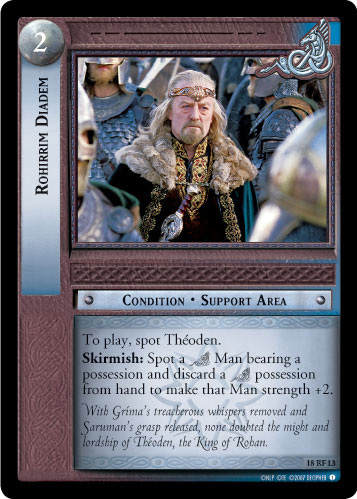 2
ROHIRRIM DIADEM
CONDITION • SUPPORT AREA
To play, spot Théoden.
Skirmish: Spot a Man bearing a
possession and discard a possession
from hand to make that Man strength +2.
With Gríma's treacherous whispers removed and
Saruman's grasp released, none doubted the might and
lordship of Théoden, the King of Rohan.
18 RF 13